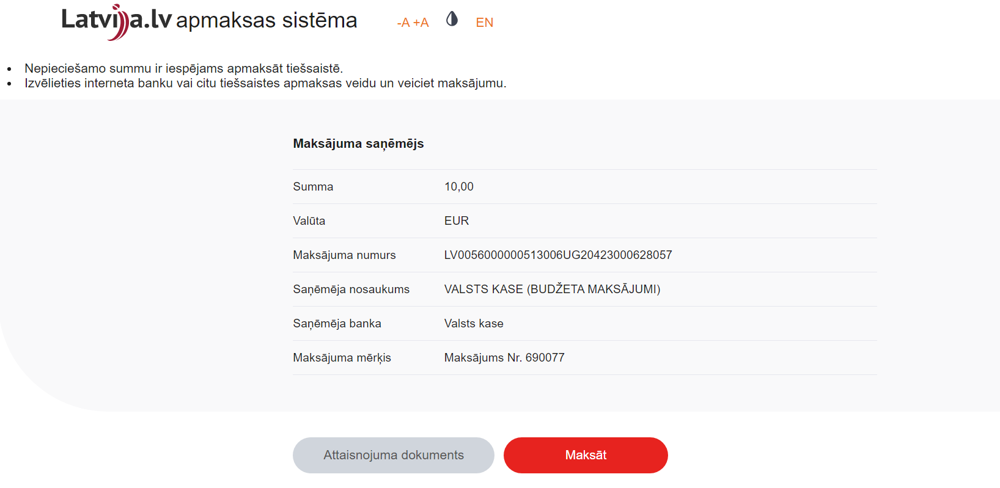 Latvija.lv apmaksas sistēma -A +A EN
Nepieciešamo summu ir iespējams apmaksāt tiešsaistē.
Izvēlieties interneta banku vai citu tiešsaistes apmaksas veidu un veiciet maksājumu.
Maksājuma saņēmējs
Summa 10,00
Valūta EUR
Maksājuma numurs LV0056000000513006UG20423000628057
Saņēmēja nosaukums VALSTS KASE (BUDŽETA MAKSĀJUMI)
Saņēmēja banka Valsts kase
Maksājuma mērķis Maksājums Nr. 690077
Attaisnojuma dokuments Maksāt